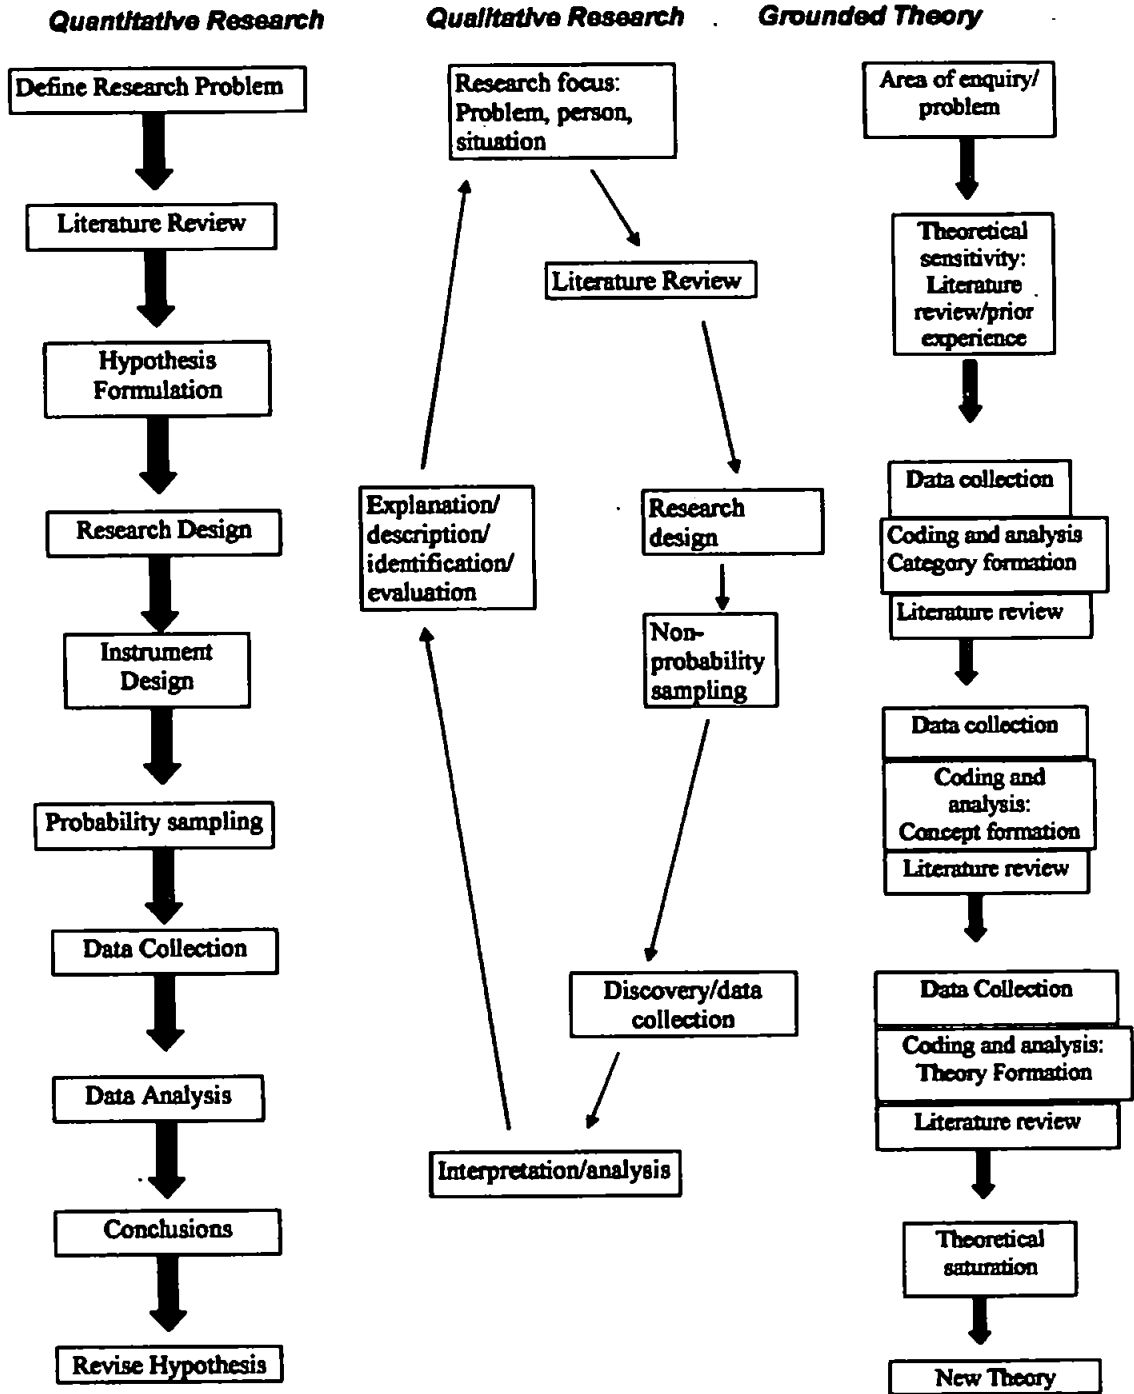 Quantitative Research
Define Research Problem
Literature Review
Hypothesis
Formulation
Research Design
Instrument
Design
Probability sampling
Data Collection
Data Analysis
Conclusions
Revise Hypothesis
Qualitative Research
Research focus:
Problem, person,
situation
Literature Review
Research
design
Non-
probability
sampling
Discovery/data
collection
Interpretation/analysis
Explanation/
description/
identification/
evaluation
Grounded Theory
Area of enquiry/
problem
Theoretical
sensitivity:
Literature
review/prior
experience
Data collection
Coding and analysis
Category formation
Literature review
Data collection
Coding and
analysis:
Concept formation
Literature review
Data Collection
Coding and analysis:
Theory Formation
Literature review
Theoretical
saturation
New Theory